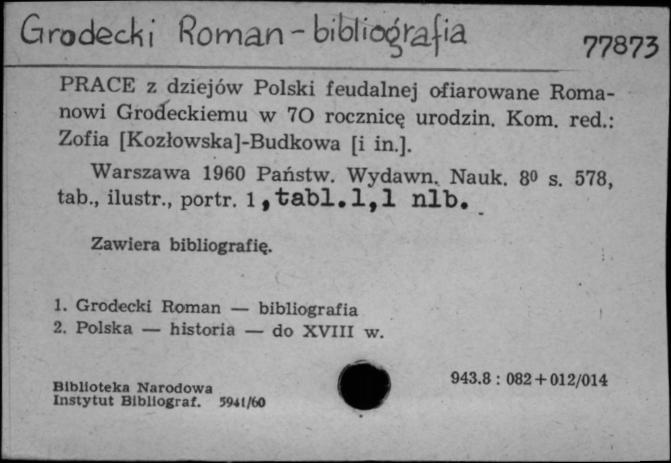 Grodecki Roman - bibliografia
77873
PRACE z dziejów Polski feudalnej ofiarowane Roma-
nowi Grodeckiemu w 70 rocznicę urodzin. Kom. red.:
Zofia [Kozłowska]-Budkowa [i in.].
Warszawa 1960 Państw. Wydawn. Nauk. 8⁰ s. 578,
tab., ilustr., portr. 1, tabl.1,1 nlb.
Zawiera bibliografię.
1. Grodecki Roman — bibliografia
2. Polska — historia — do XVIII w.
943.8 : 082 + 012/014
Biblioteka Narodowa
Instytut Bibliograf. 5941/60